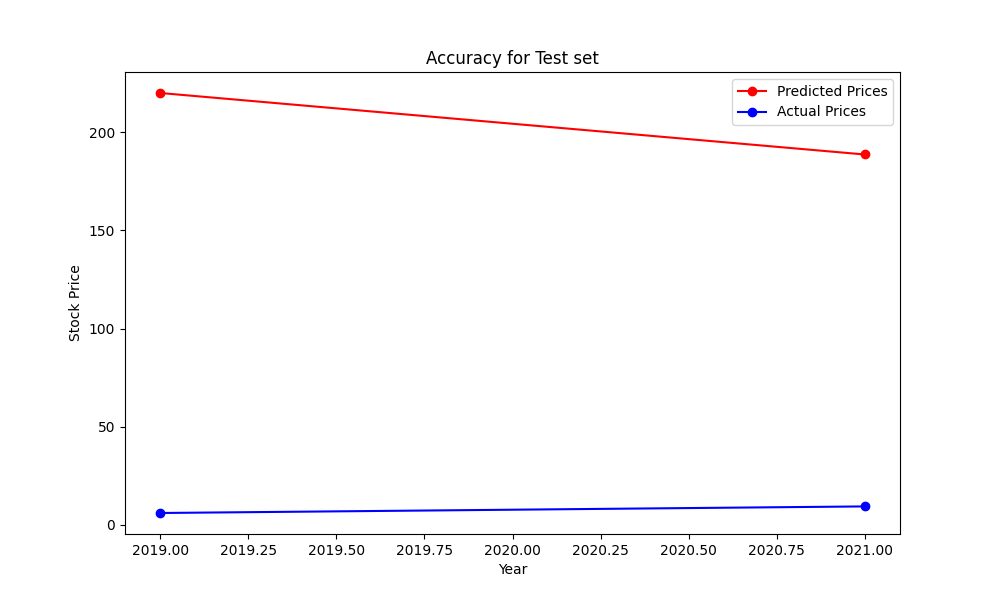 Accuracy for Test set
Predicted Prices
Actual Prices
Stock Price
200
150
100
50
0
2019.00 2019.25 2019.50 2019.75 2020.00 2020.25 2020.50 2020.75 2021.00
Year